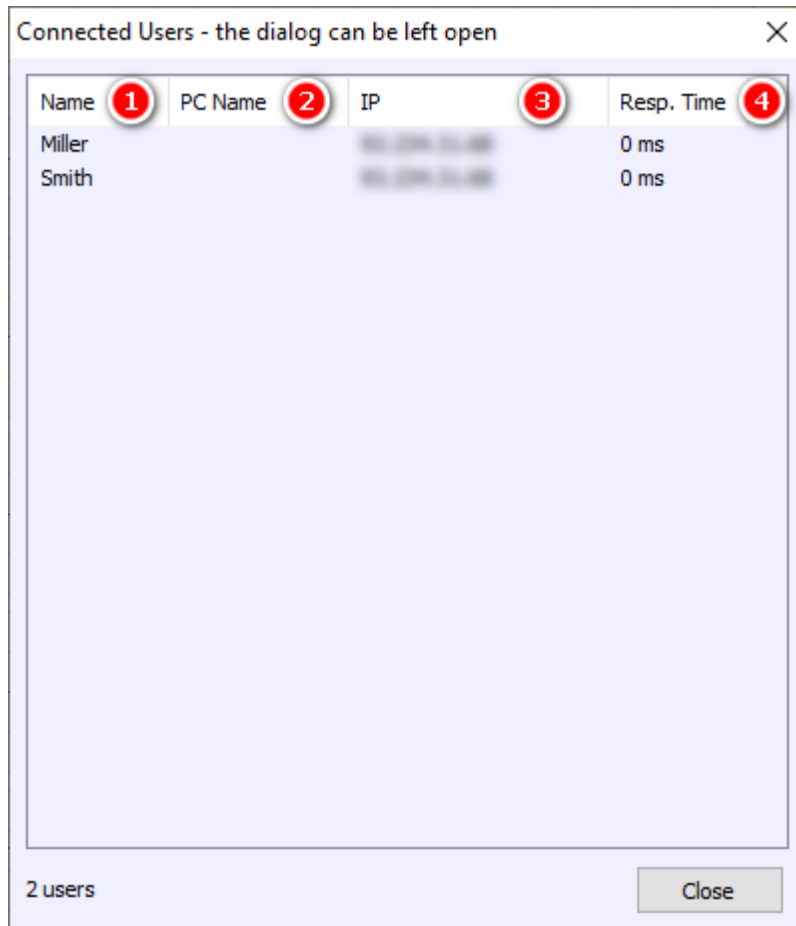 Connected Users - the dialog can be left open
Name 1 PC Name 2 IP 3 Resp. Time 4
Miller 0 ms
Smith 0 ms
2 users Close